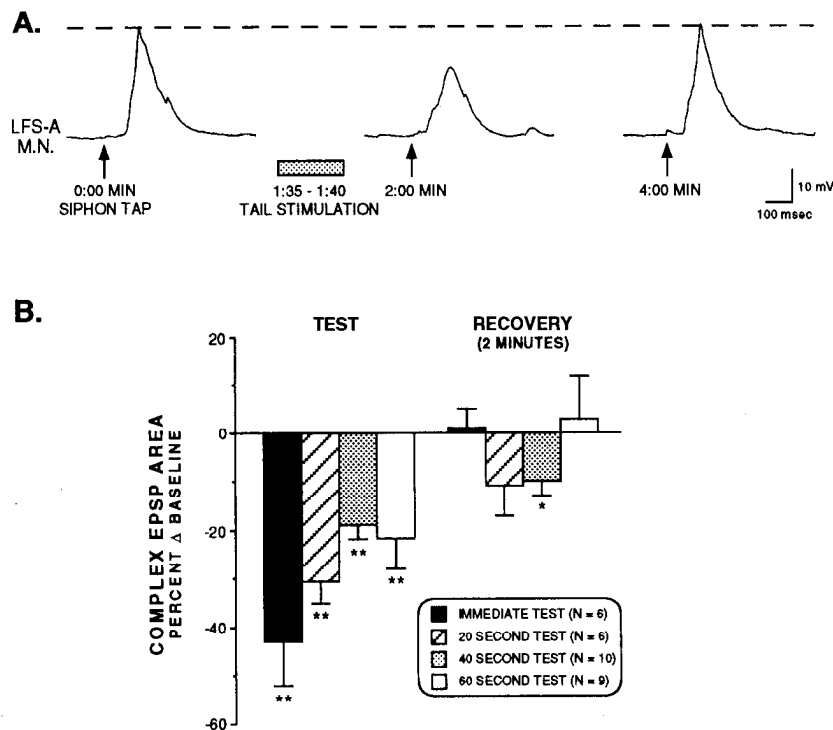 A.
LFS-A
M.N.
0:00 MIN
SIPHON TAP
1:35 - 1:40
TAIL STIMULATION
2:00 MIN
4:00 MIN
10 mV
100 msec
B.
TEST
RECOVERY
(2 MINUTES)
COMPLEX EPSP AREA
PERCENT Δ BASELINE
20
0
-20
-40
-60
**
**
**
**
*
IMMEDIATE TEST (N = 6)
20 SECOND TEST (N = 6)
40 SECOND TEST (N = 10)
60 SECOND TEST (N = 9)